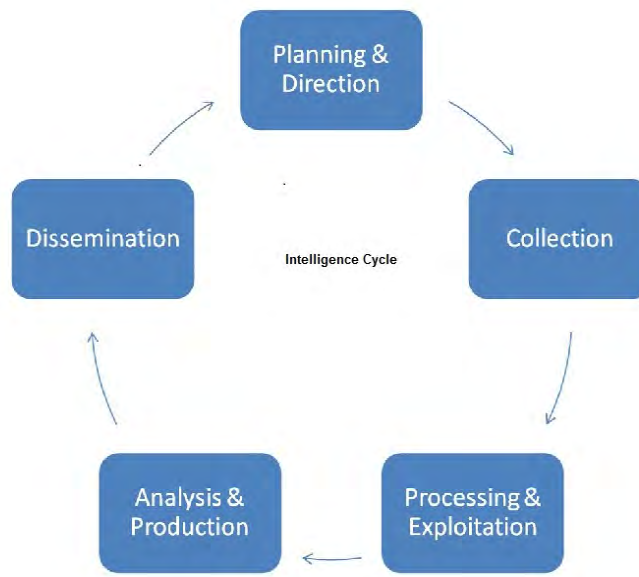 Planning &
Direction
Dissemination
Collection
Intelligence Cycle
Analysis &
Production
Processing &
Exploitation